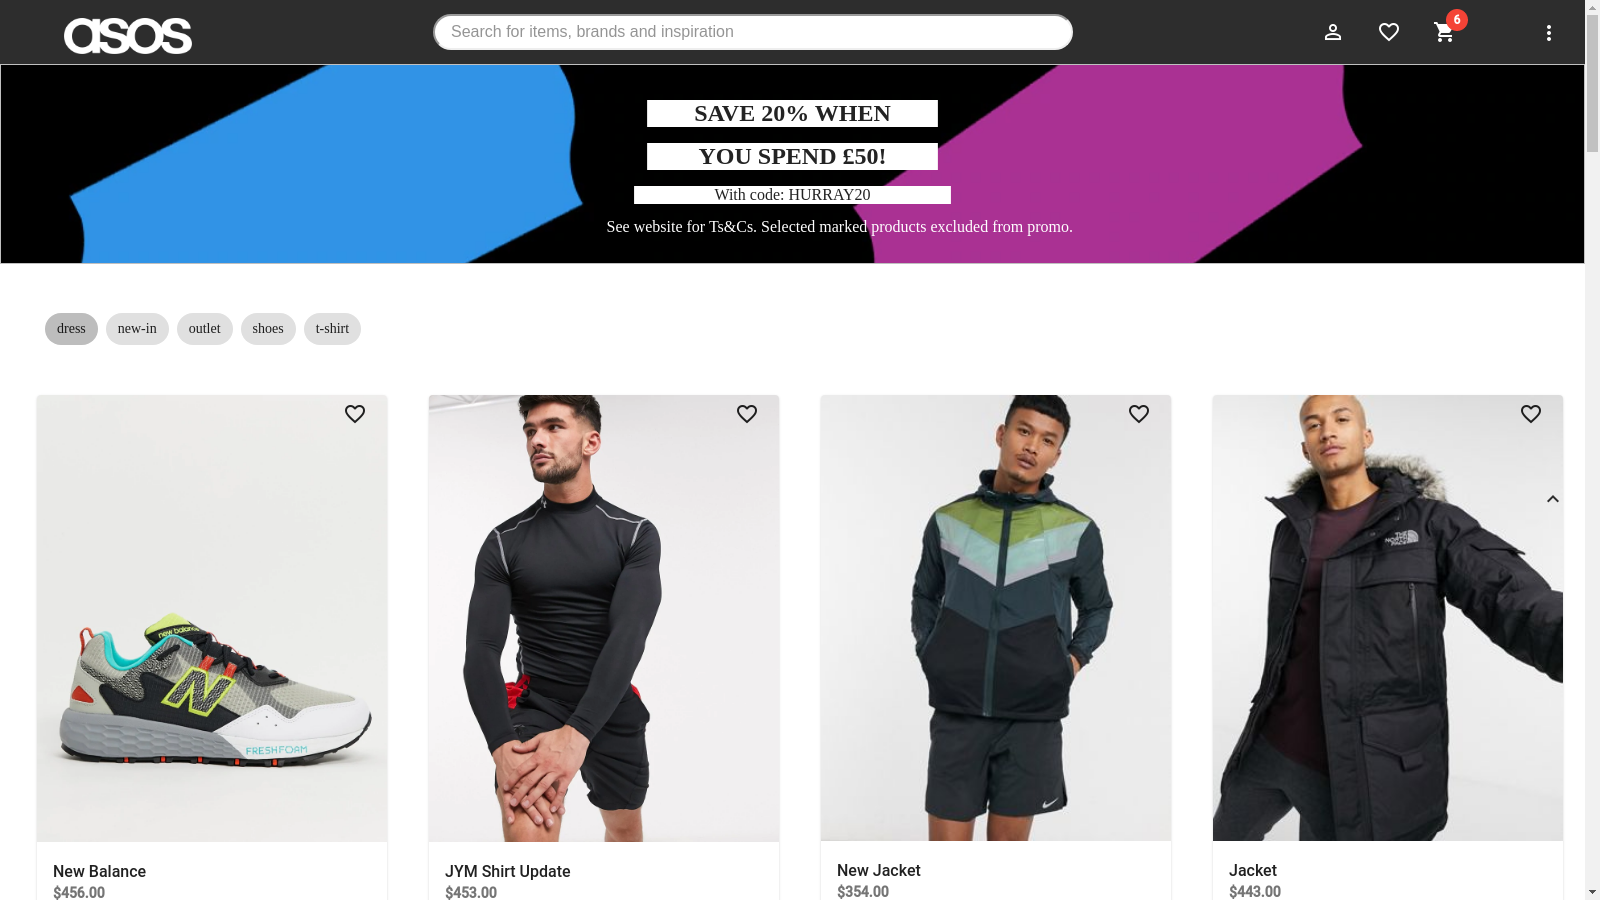 asos
Search for items, brands and inspiration
6
SAVE 20% WHEN
YOU SPEND £50!
With code: HURRAY20
See website for Ts&Cs. Selected marked products excluded from promo.
dress
new-in
outlet
shoes
t-shirt
new balance
N
FRESHFOAM
THE
NORTH
FACE
New Balance
$456.00
JYM Shirt Update
$453.00
New Jacket
$354.00
Jacket
$443.00